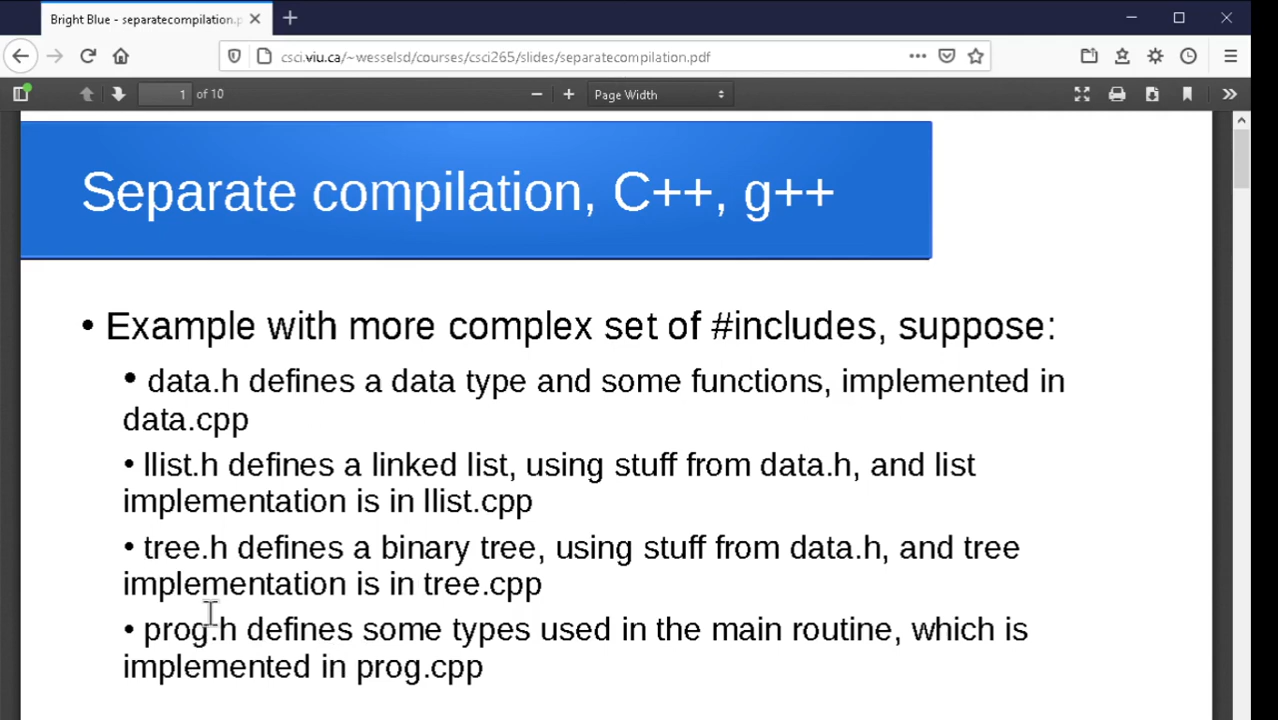 Bright Blue - separatecompilation.p
csci.viu.ca/~wesselsd/courses/csci265/slides/separatecompilation.pdf
1 of 10
Page Width
Separate compilation, C++, g++
• Example with more complex set of #includes, suppose:
• data.h defines a data type and some functions, implemented in
data.cpp
• llist.h defines a linked list, using stuff from data.h, and list
implementation is in llist.cpp
• tree.h defines a binary tree, using stuff from data.h, and tree
implementation is in tree.cpp
• prog.h defines some types used in the main routine, which is
implemented in prog.cpp